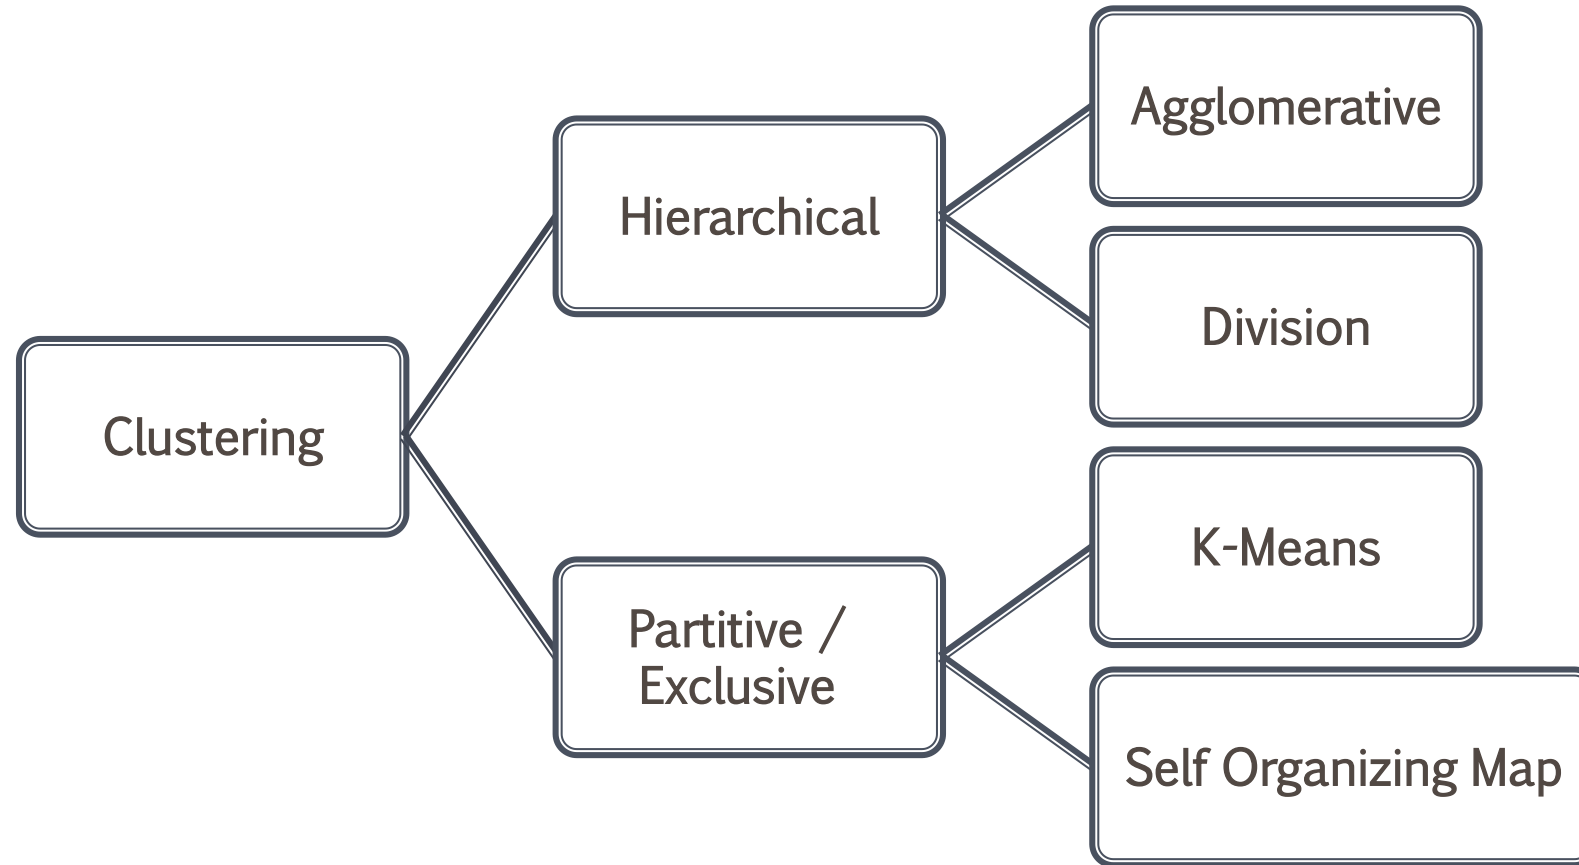 Clustering
Hierarchical
Agglomerative
Division
Partitive /
Exclusive
K-Means
Self Organizing Map